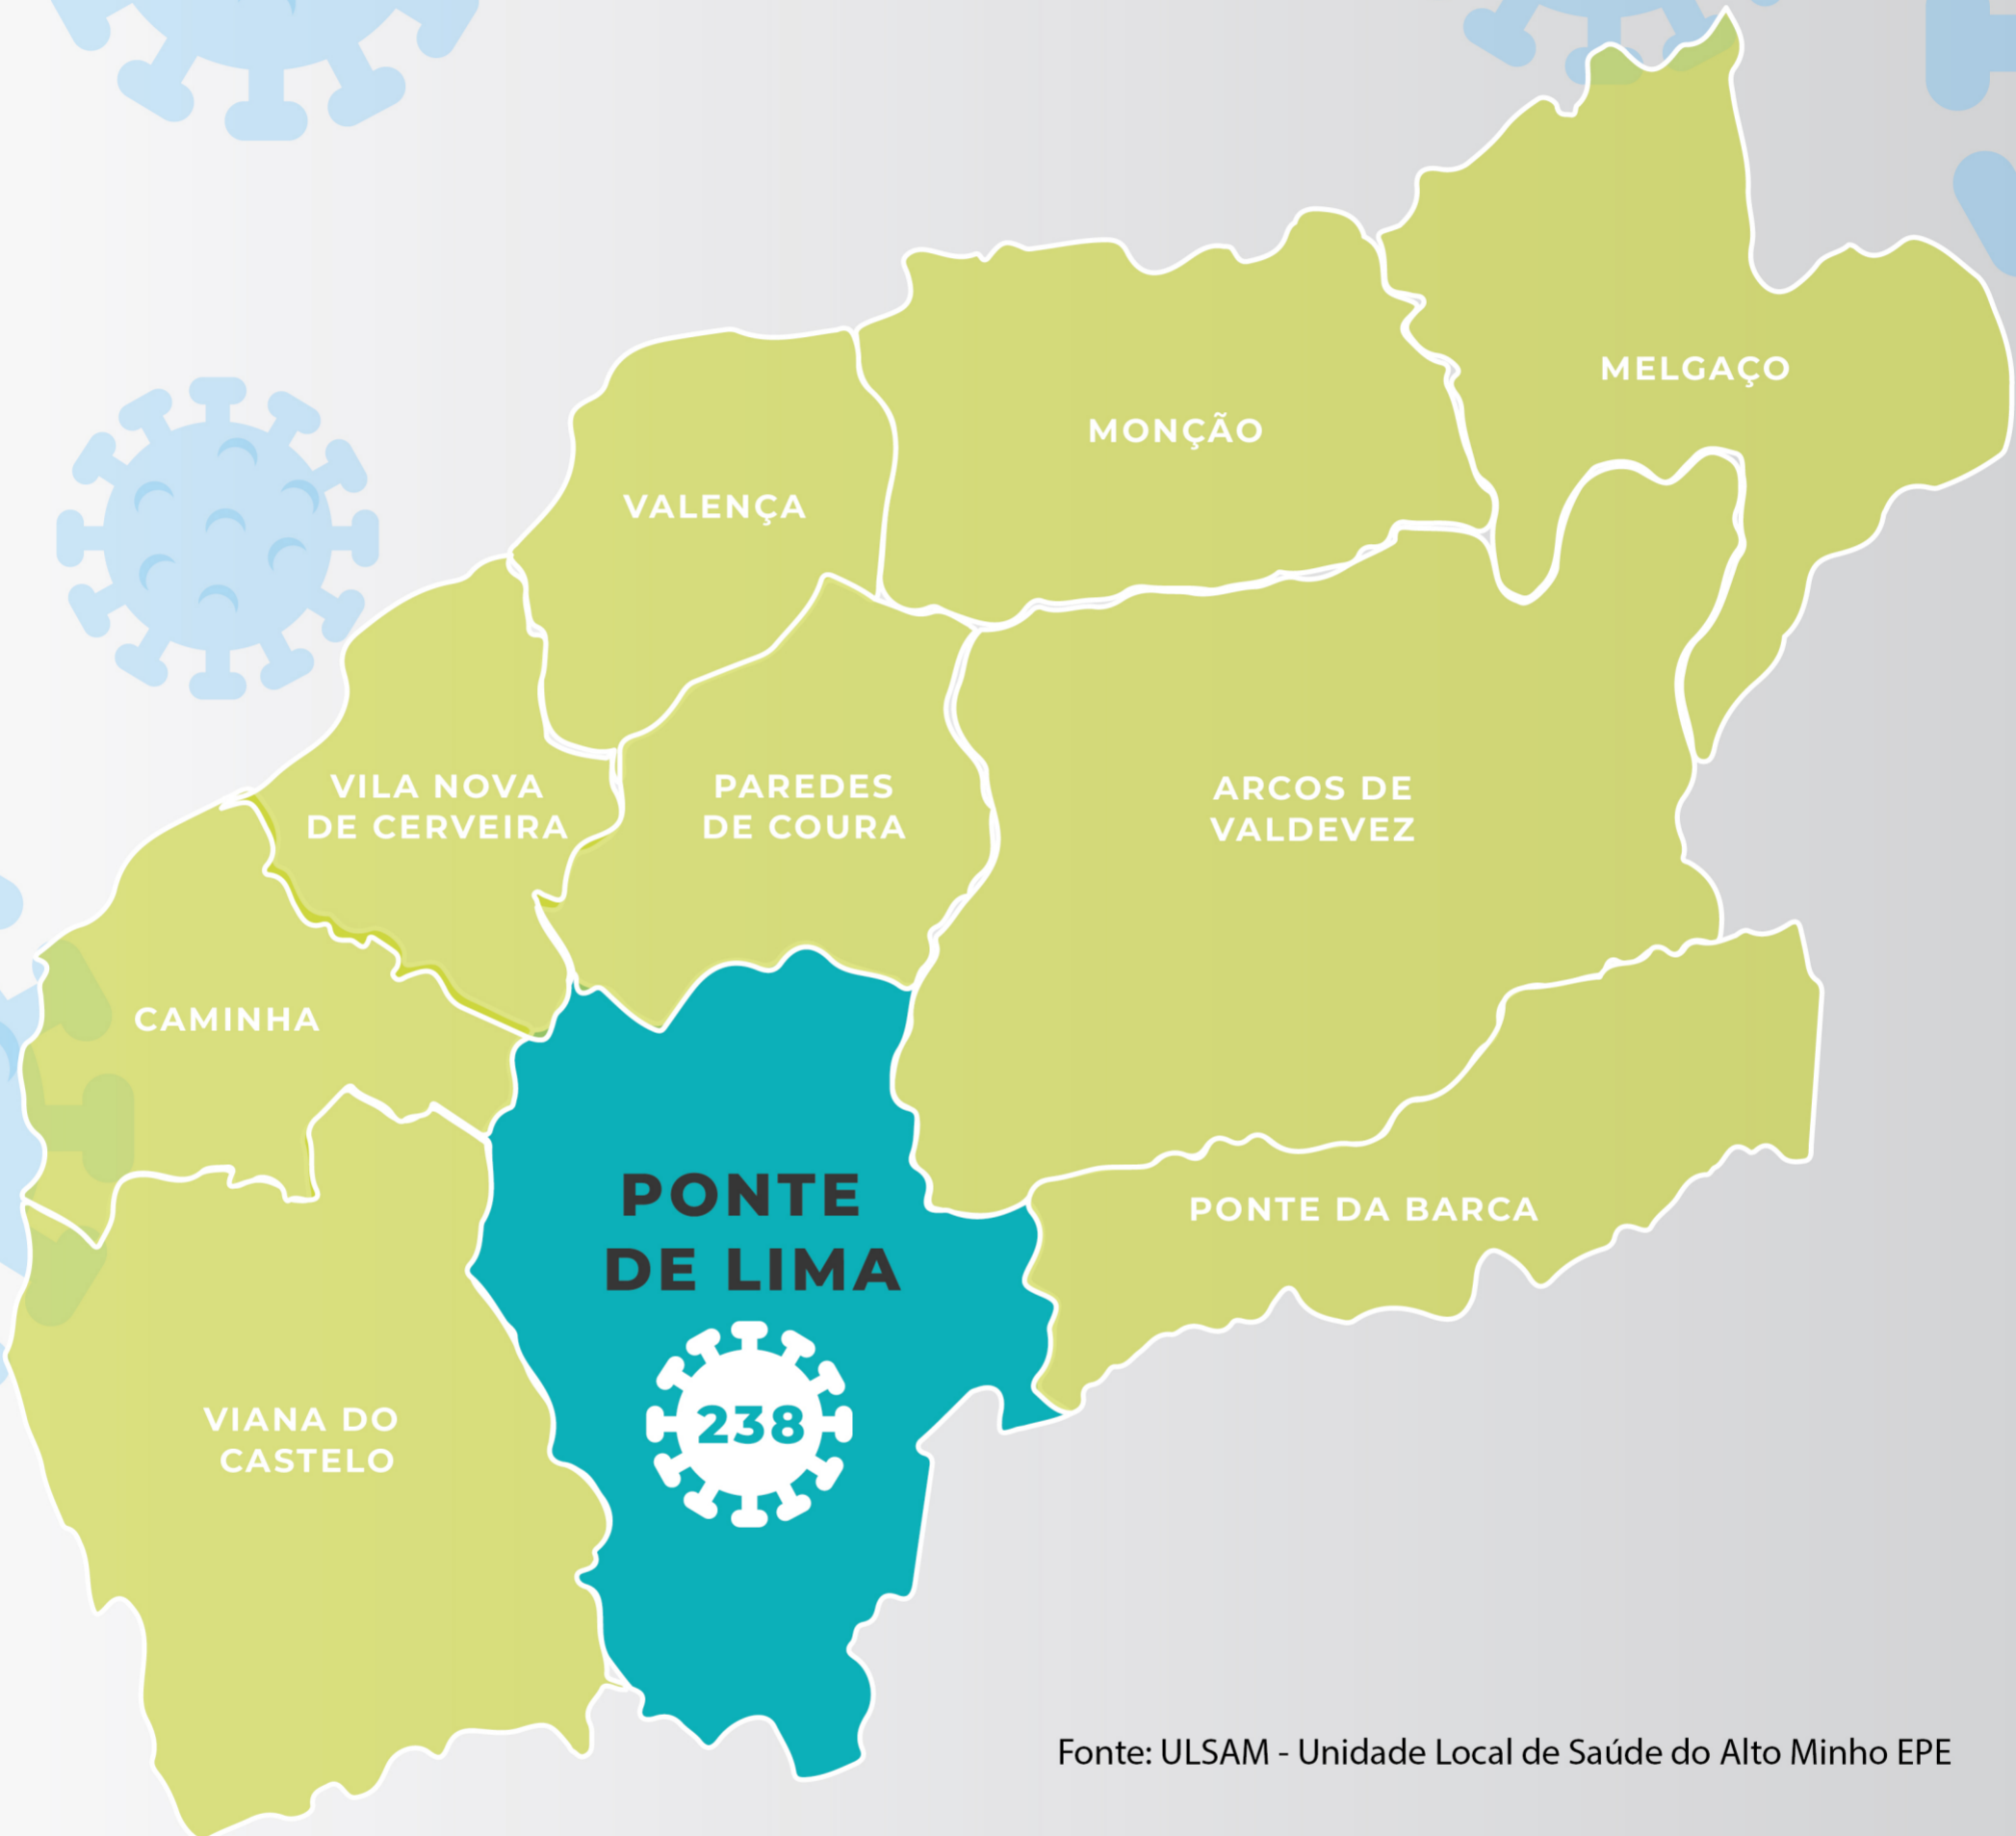 MELGAÇO
MONÇÃO
VALENÇA
VILA NOVA
DE CERVEIRA
PAREDES
DE COURA
ARCOS DE
VALDEVEZ
CAMINHA
PONTE
DE LIMA
238
PONTE DA BARCA
VIANA DO
CASTELO
Fonte: ULSAM - Unidade Local de Saúde do Alto Minho EPE